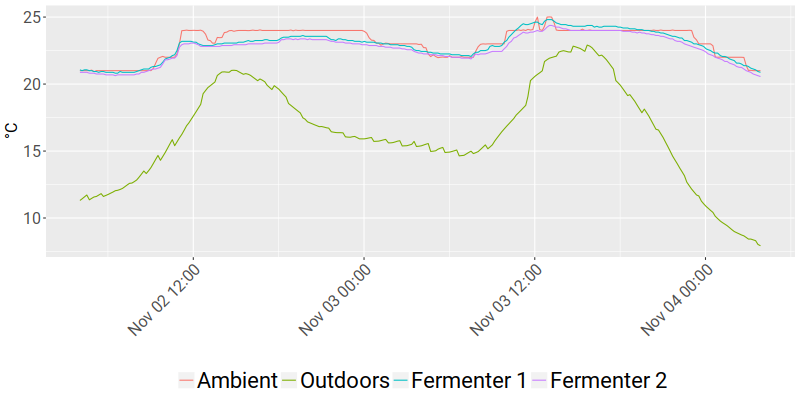 25
20
15
10
°C
Nov 02 12:00
Nov 03 00:00
Nov 03 12:00
Nov 04 00:00
Ambient Outdoors Fermenter 1 Fermenter 2